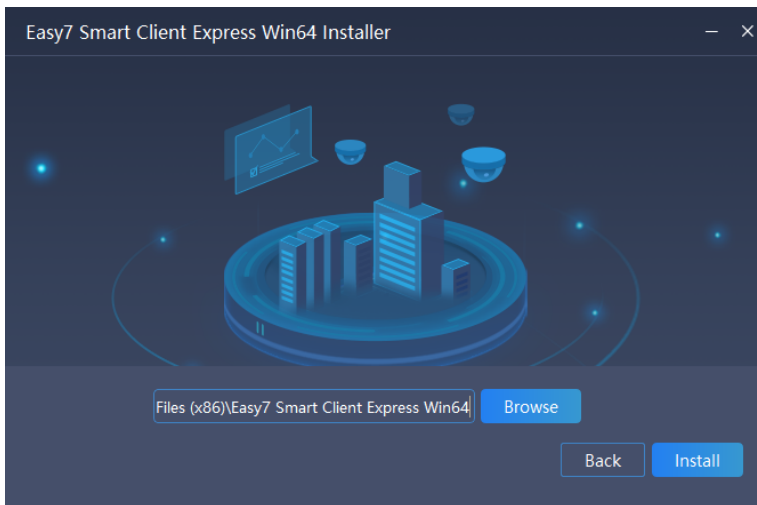 Easy7 Smart Client Express Win64 Installer
Files (x86)\Easy7 Smart Client Express Win64
Browse
Back
Install